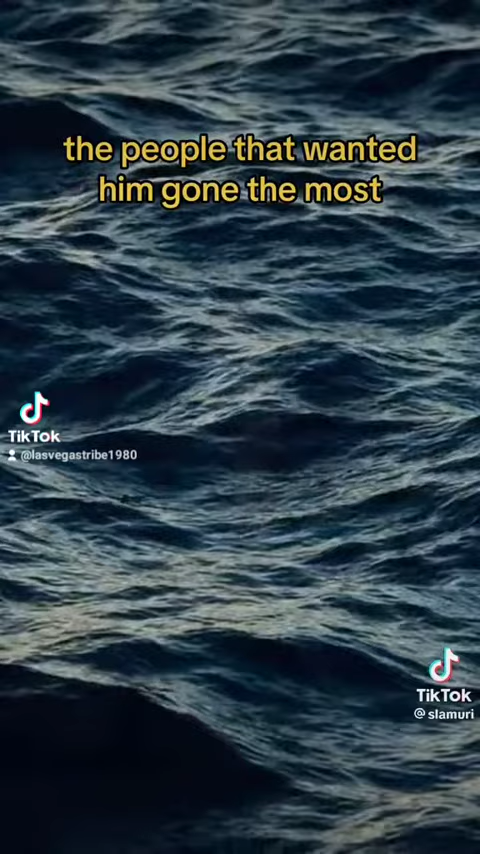 the people that wanted
him gone the most
TikTok
@lasvegastribe1980
TikTok
@slamuri